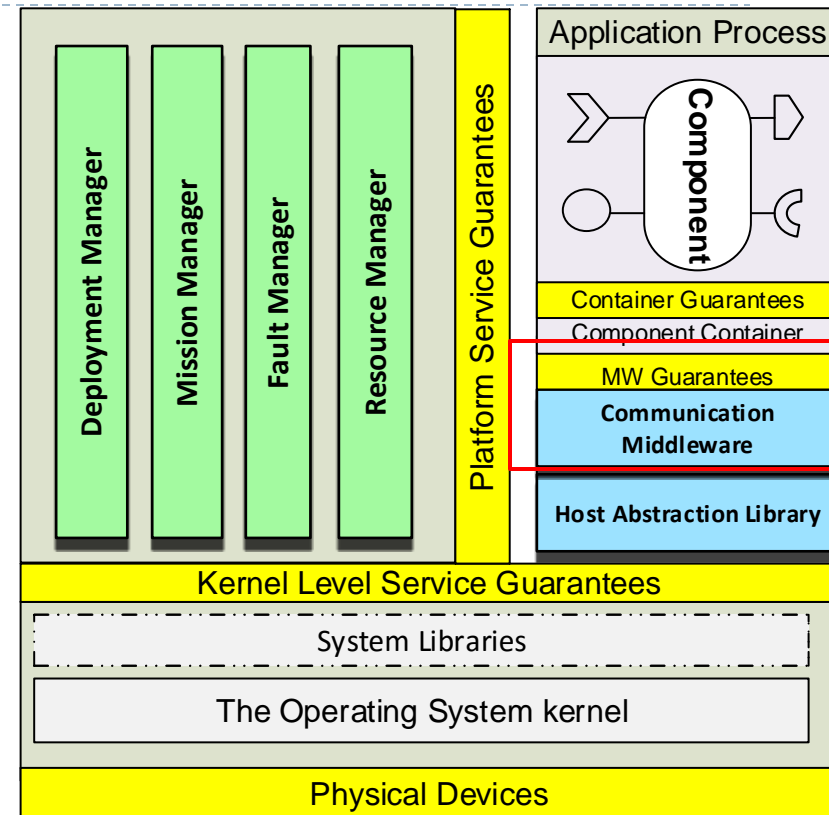 Deployment Manager
Mission Manager
Fault Manager
Resource Manager
Platform Service Guarantees
Application Process
Component
Container Guarantees
Component Container
MW Guarantees
Communication
Middleware
Host Abstraction Library
Kernel Level Service Guarantees
System Libraries
The Operating System kernel
Physical Devices